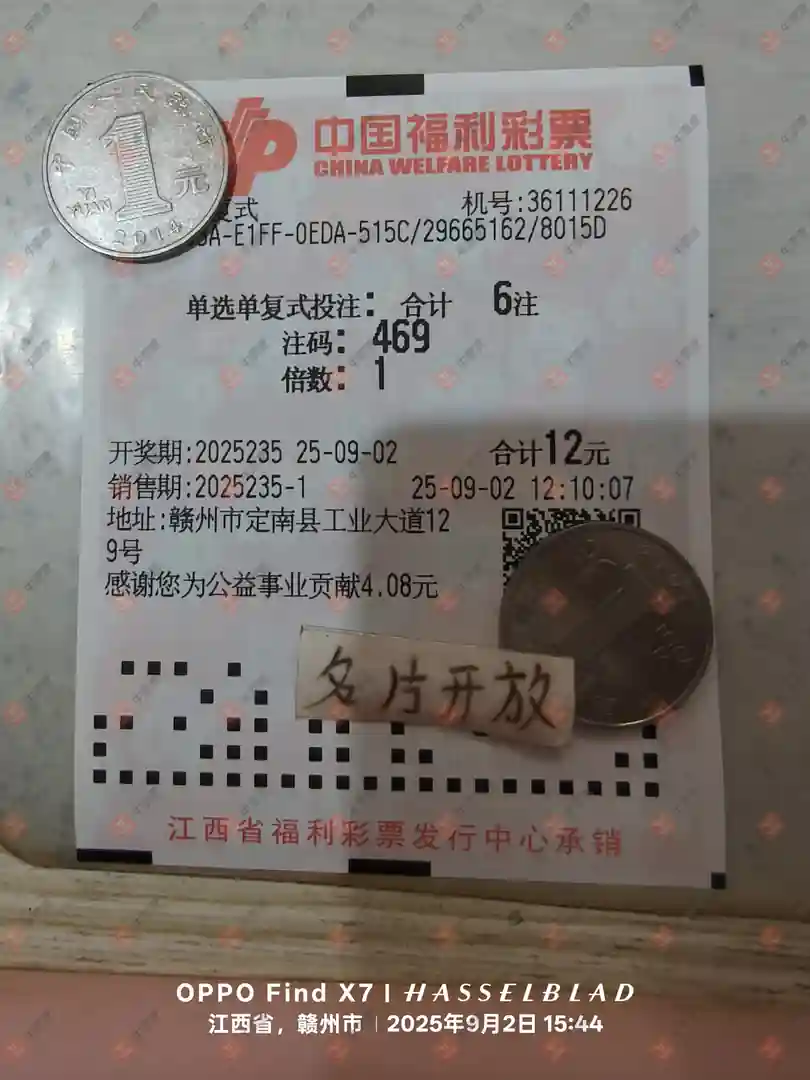 1
元
YI
YUAN
2014
中国福利彩票
CHINA WELFARE LOTTERY
复式
机号:36111226
A-E1FF-0EDA-515C/29665162/8015D
单选单复式投注: 合计 6注
注码: 469
倍数: 1
开奖期:2025235 25-09-02 合计12元
销售期:2025235-1 25-09-02 12:10:07
地址:赣州市定南县工业大道12
9号
感谢您为公益事业贡献4.08元
名片开放
江西省福利彩票发行中心承销
OPPO Find X7 | HASSELBLAD
江西省，赣州市 | 2025年9月2日 15:44